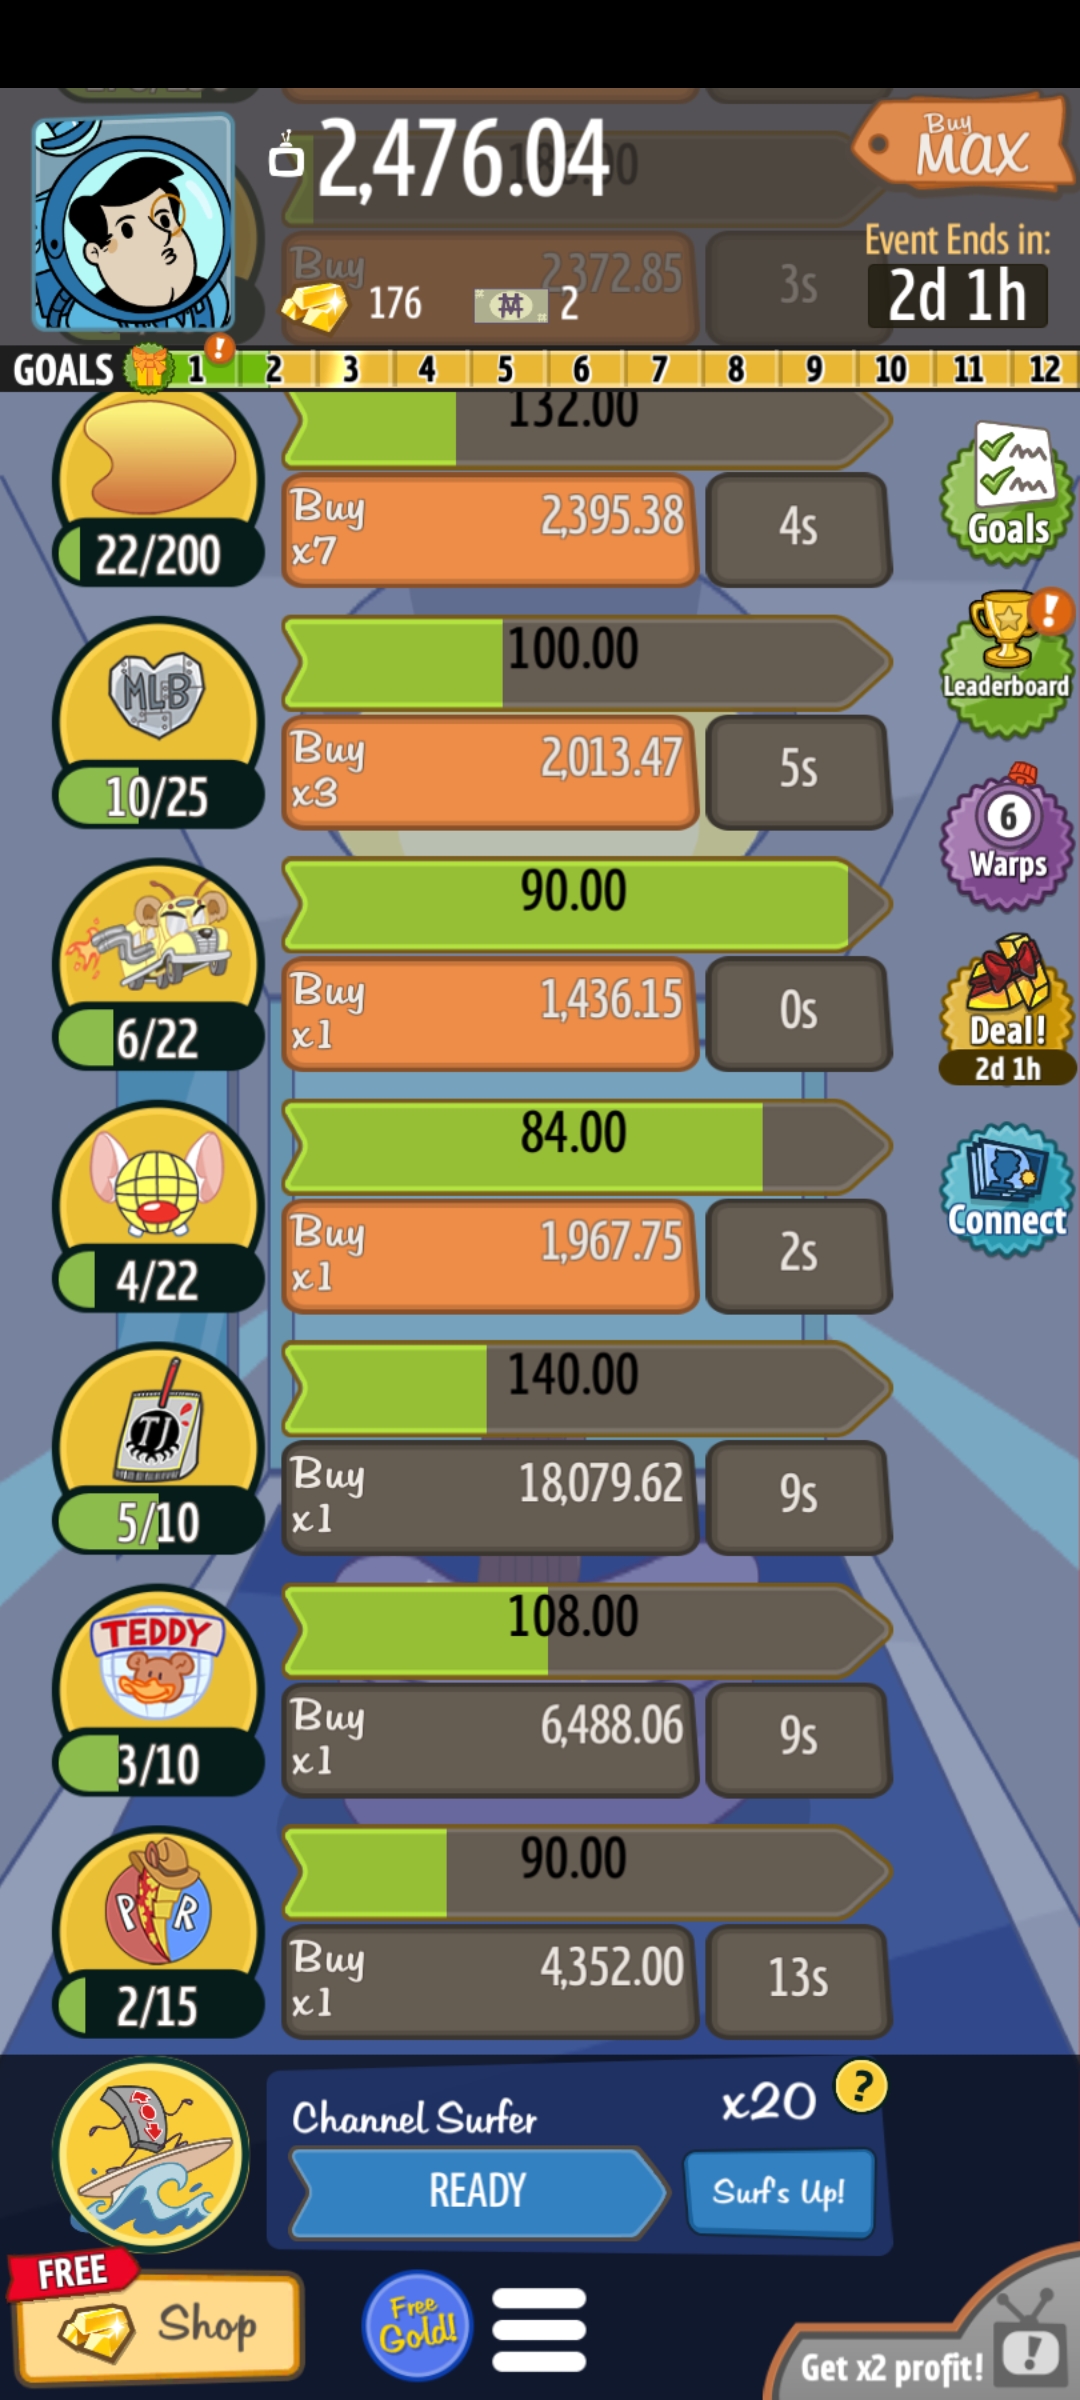 2,476.04
Buy
MAX
Buy
2372.85
3s
176
2
Event Ends in:
2d 1h
GOALS
1 2 3 4 5 6 7 8 9 10 11 12
132.00
22/200
Buy
x7
2,395.38
4s
Goals
MLB
10/25
100.00
Buy
x3
2,013.47
5s
Leaderboard
6/22
90.00
Buy
x1
1,436.15
0s
6
Warps
4/22
84.00
Buy
x1
1,967.75
2s
Deal!
2d 1h
Connect
TJ
5/10
140.00
Buy
x1
18,079.62
9s
TEDDY
3/10
108.00
Buy
x1
6,488.06
9s
P R
2/15
90.00
Buy
x1
4,352.00
13s
Channel Surfer
x20
?
READY
Surf's Up!
FREE
Shop
Free
Gold!
Get x2 profit!